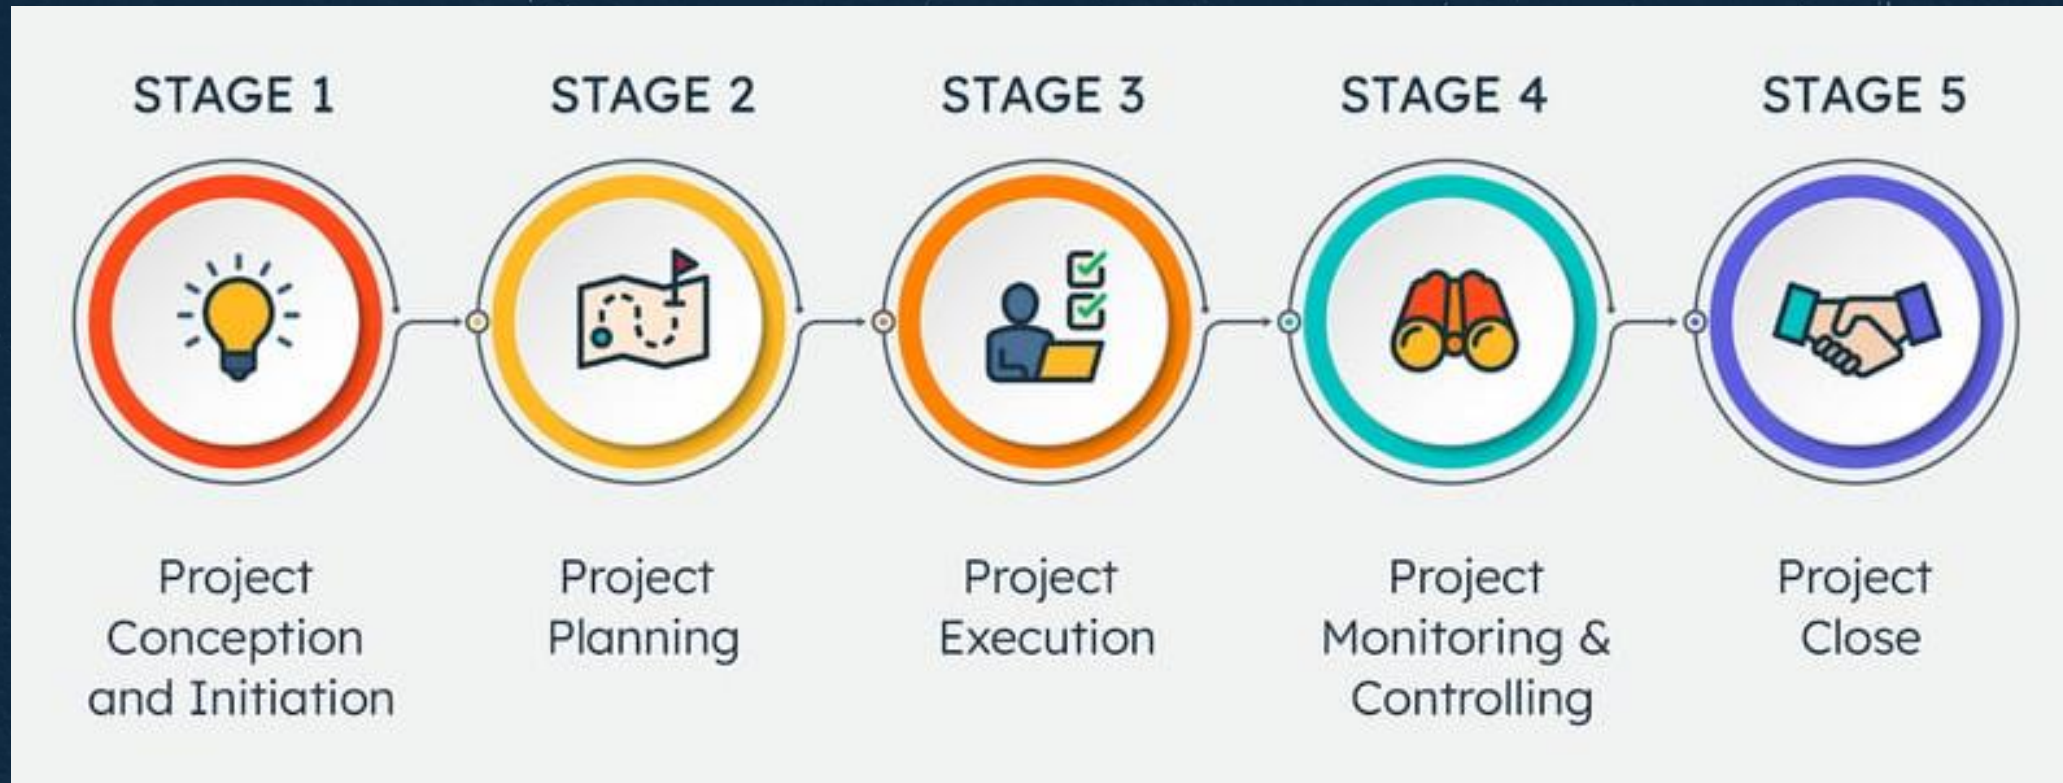 STAGE 1
STAGE 2
STAGE 3
STAGE 4
STAGE 5
Project
Conception
and Initiation
Project
Planning
Project
Execution
Project
Monitoring &
Controlling
Project
Close